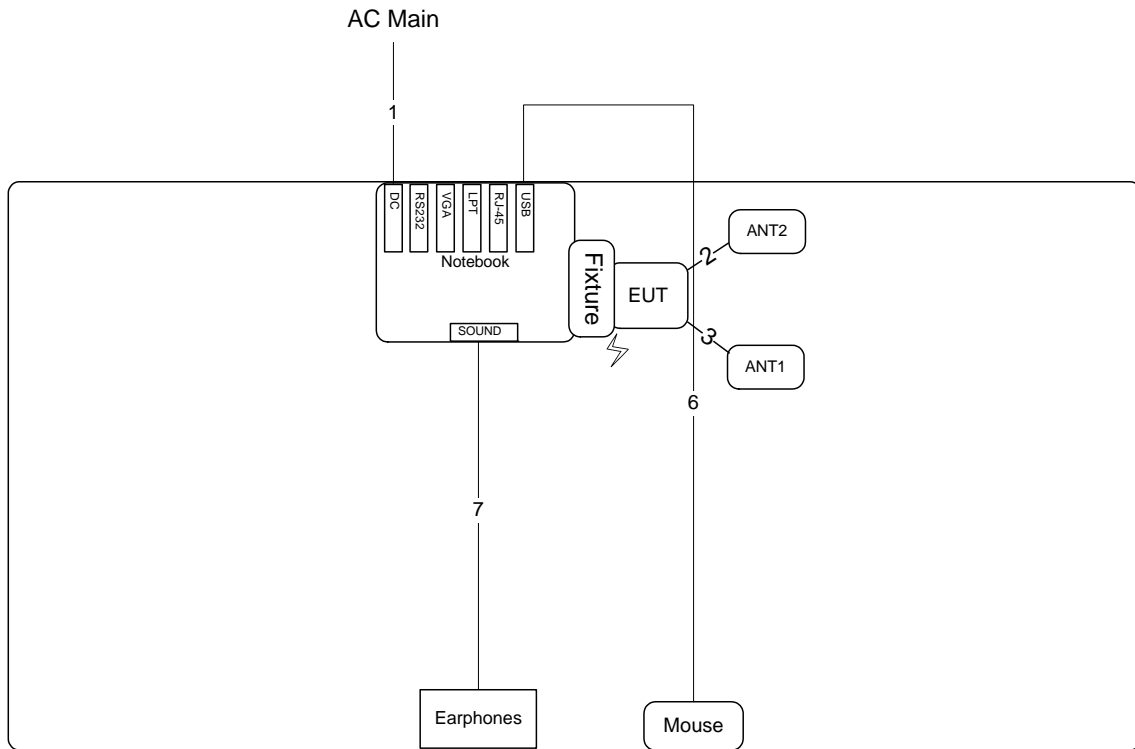 AC Main
1
DC
RS232
VGA
LPT
RJ-45
USB
Notebook
SOUND
Fixture
EUT
2
ANT2
3
ANT1
6
7
Earphones
Mouse